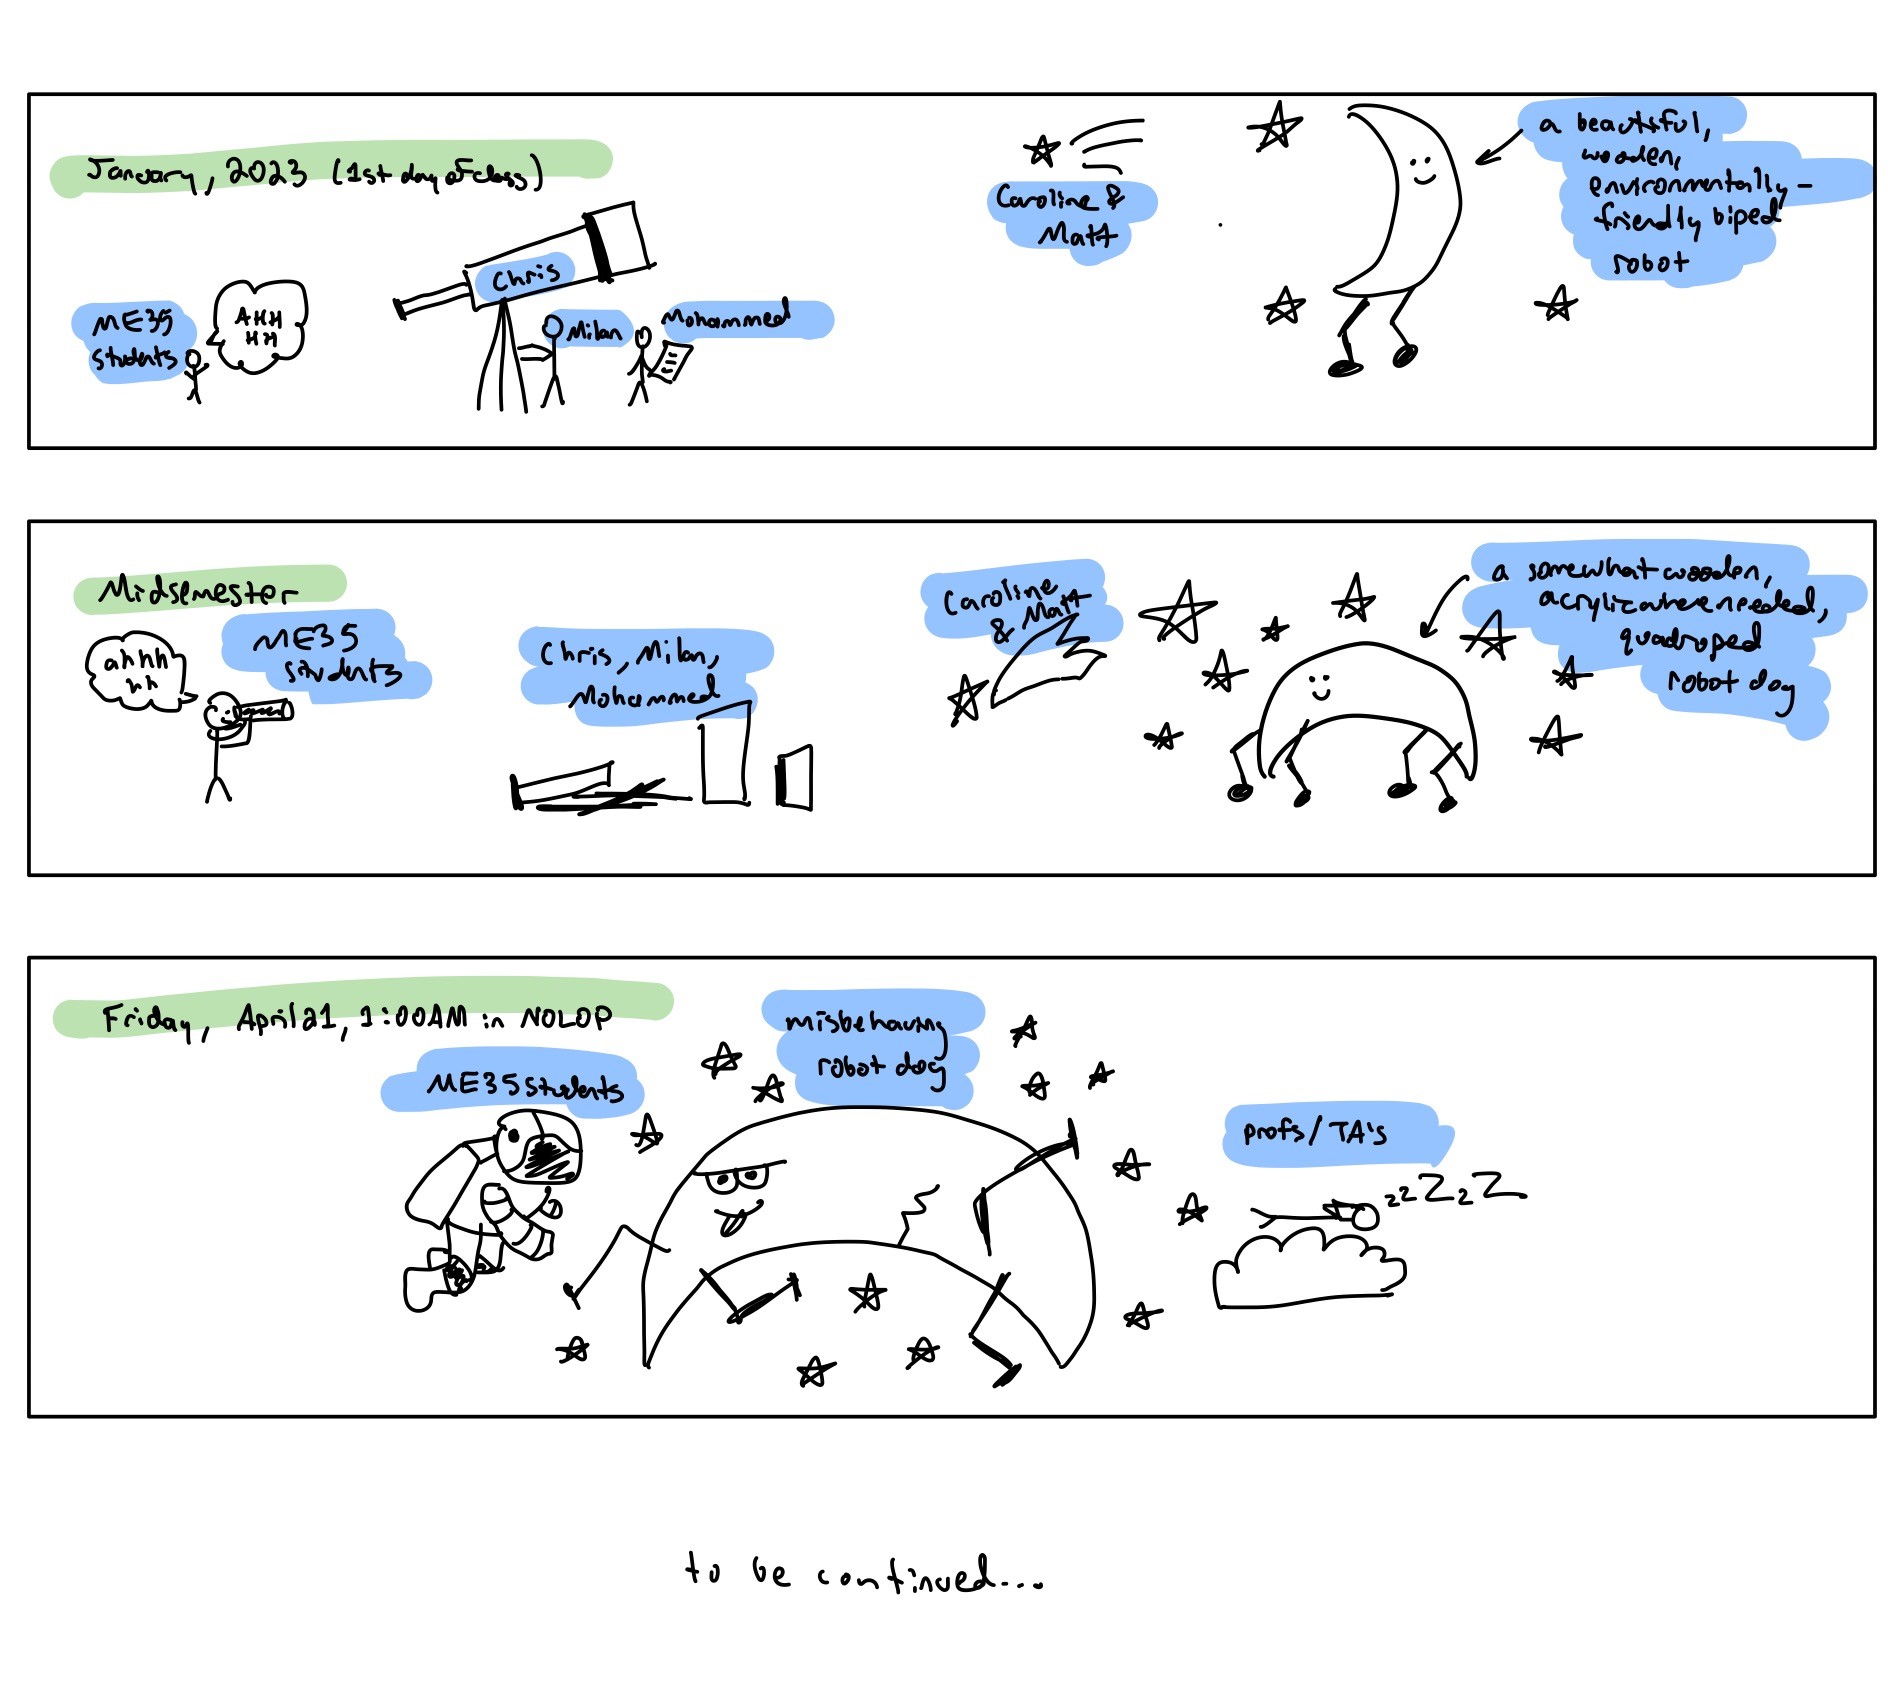 January, 2023 (1st day of class)
ME35
students
AHH
HH
Chris
Milan
Mohammed
Caroline &
Matt
a beautiful,
wooden,
environmentally-
friendly biped
robot
Midsemester
ahhh
hh
ME35
students
Chris, Milan,
Mohammed
Caroline
& Matt
a somewhat wooden,
acrylic where needed,
quadroped
robot dog
Friday, April 21, 1:00AM in NOLOP
ME35 students
misbehaving
robot dog
profs/TA's
zzZzZ
to be continued...